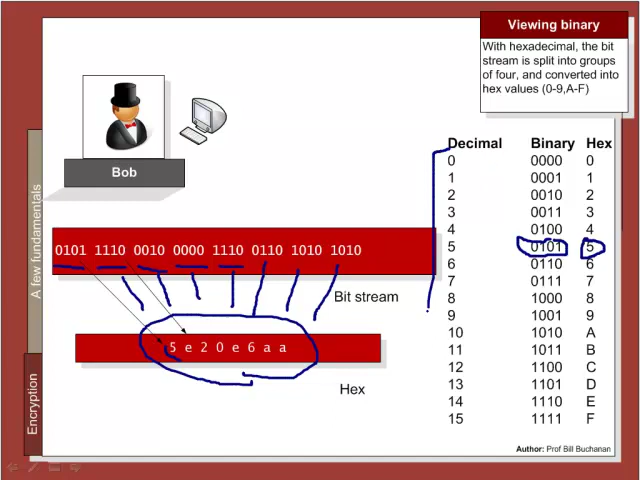 Viewing binary
With hexadecimal, the bit
stream is split into groups
of four, and converted into
hex values (0-9,A-F)
Bob
A few fundamentals
Encryption
0101 1110 0010 0000 1110 0110 1010 1010
Bit stream
5 e 2 0 e 6 a a
Hex
Decimal Binary Hex
0 0000 0
1 0001 1
2 0010 2
3 0011 3
4 0100 4
5 0101 5
6 0110 6
7 0111 7
8 1000 8
9 1001 9
10 1010 A
11 1011 B
12 1100 C
13 1101 D
14 1110 E
15 1111 F
Author: Prof Bill Buchanan